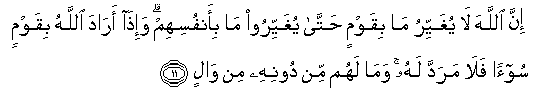 إِنَّ ٱللَّهَ لَا يُغَيِّرُ مَا بِقَوْمٍ حَتَّىٰ يُغَيِّرُوا۟ مَا بِأَنفُسِهِمْ ۗ وَإِذَآ أَرَادَ ٱللَّهُ بِقَوْمٍ
سُوٓءًا فَلَا مَرَدَّ لَهُۥ ۚ وَمَا لَهُم مِّن دُونِهِۦ مِن وَالٍ ۝١١